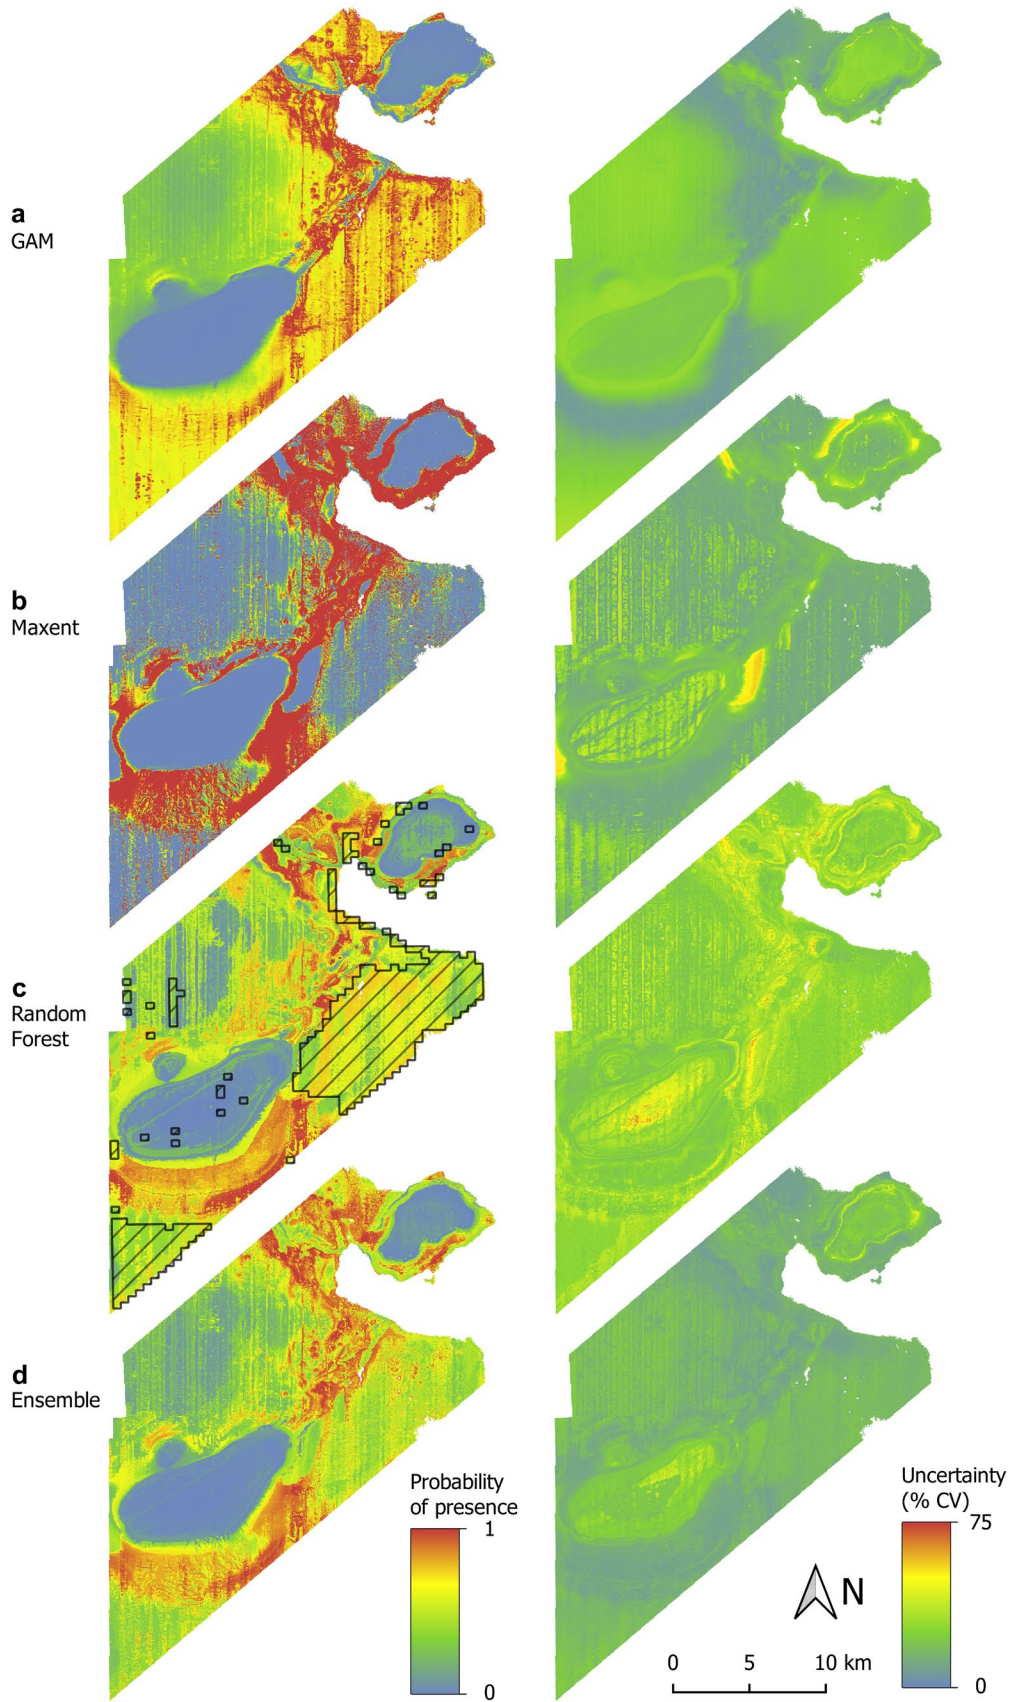 a
GAM
b
Maxent
c
Random
Forest
d
Ensemble
Probability
of presence
1
0
Uncertainty
(% CV)
75
0
N
0 5 10 km